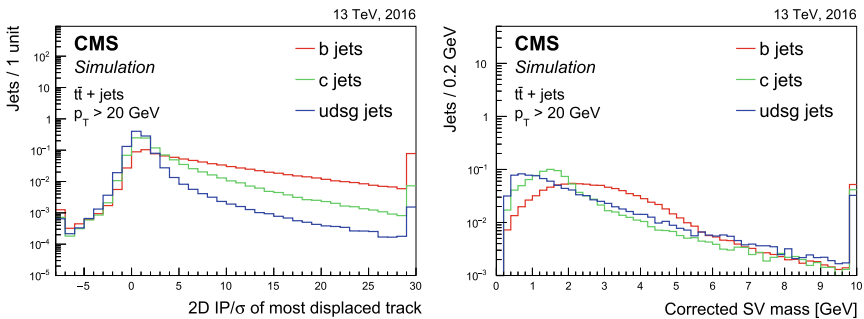 13 TeV, 2016
Jets / 1 unit
CMS
Simulation
tt̄ + jets
p_T > 20 GeV
b jets
c jets
udsg jets
10²
10
1
10⁻¹
10⁻²
10⁻³
10⁻⁴
10⁻⁵
−5 0 5 10 15 20 25 30
2D IP/σ of most displaced track
13 TeV, 2016
Jets / 0.2 GeV
CMS
Simulation
tt̄ + jets
p_T > 20 GeV
b jets
c jets
udsg jets
10
1
10⁻¹
10⁻²
10⁻³
0 1 2 3 4 5 6 7 8 9 10
Corrected SV mass [GeV]